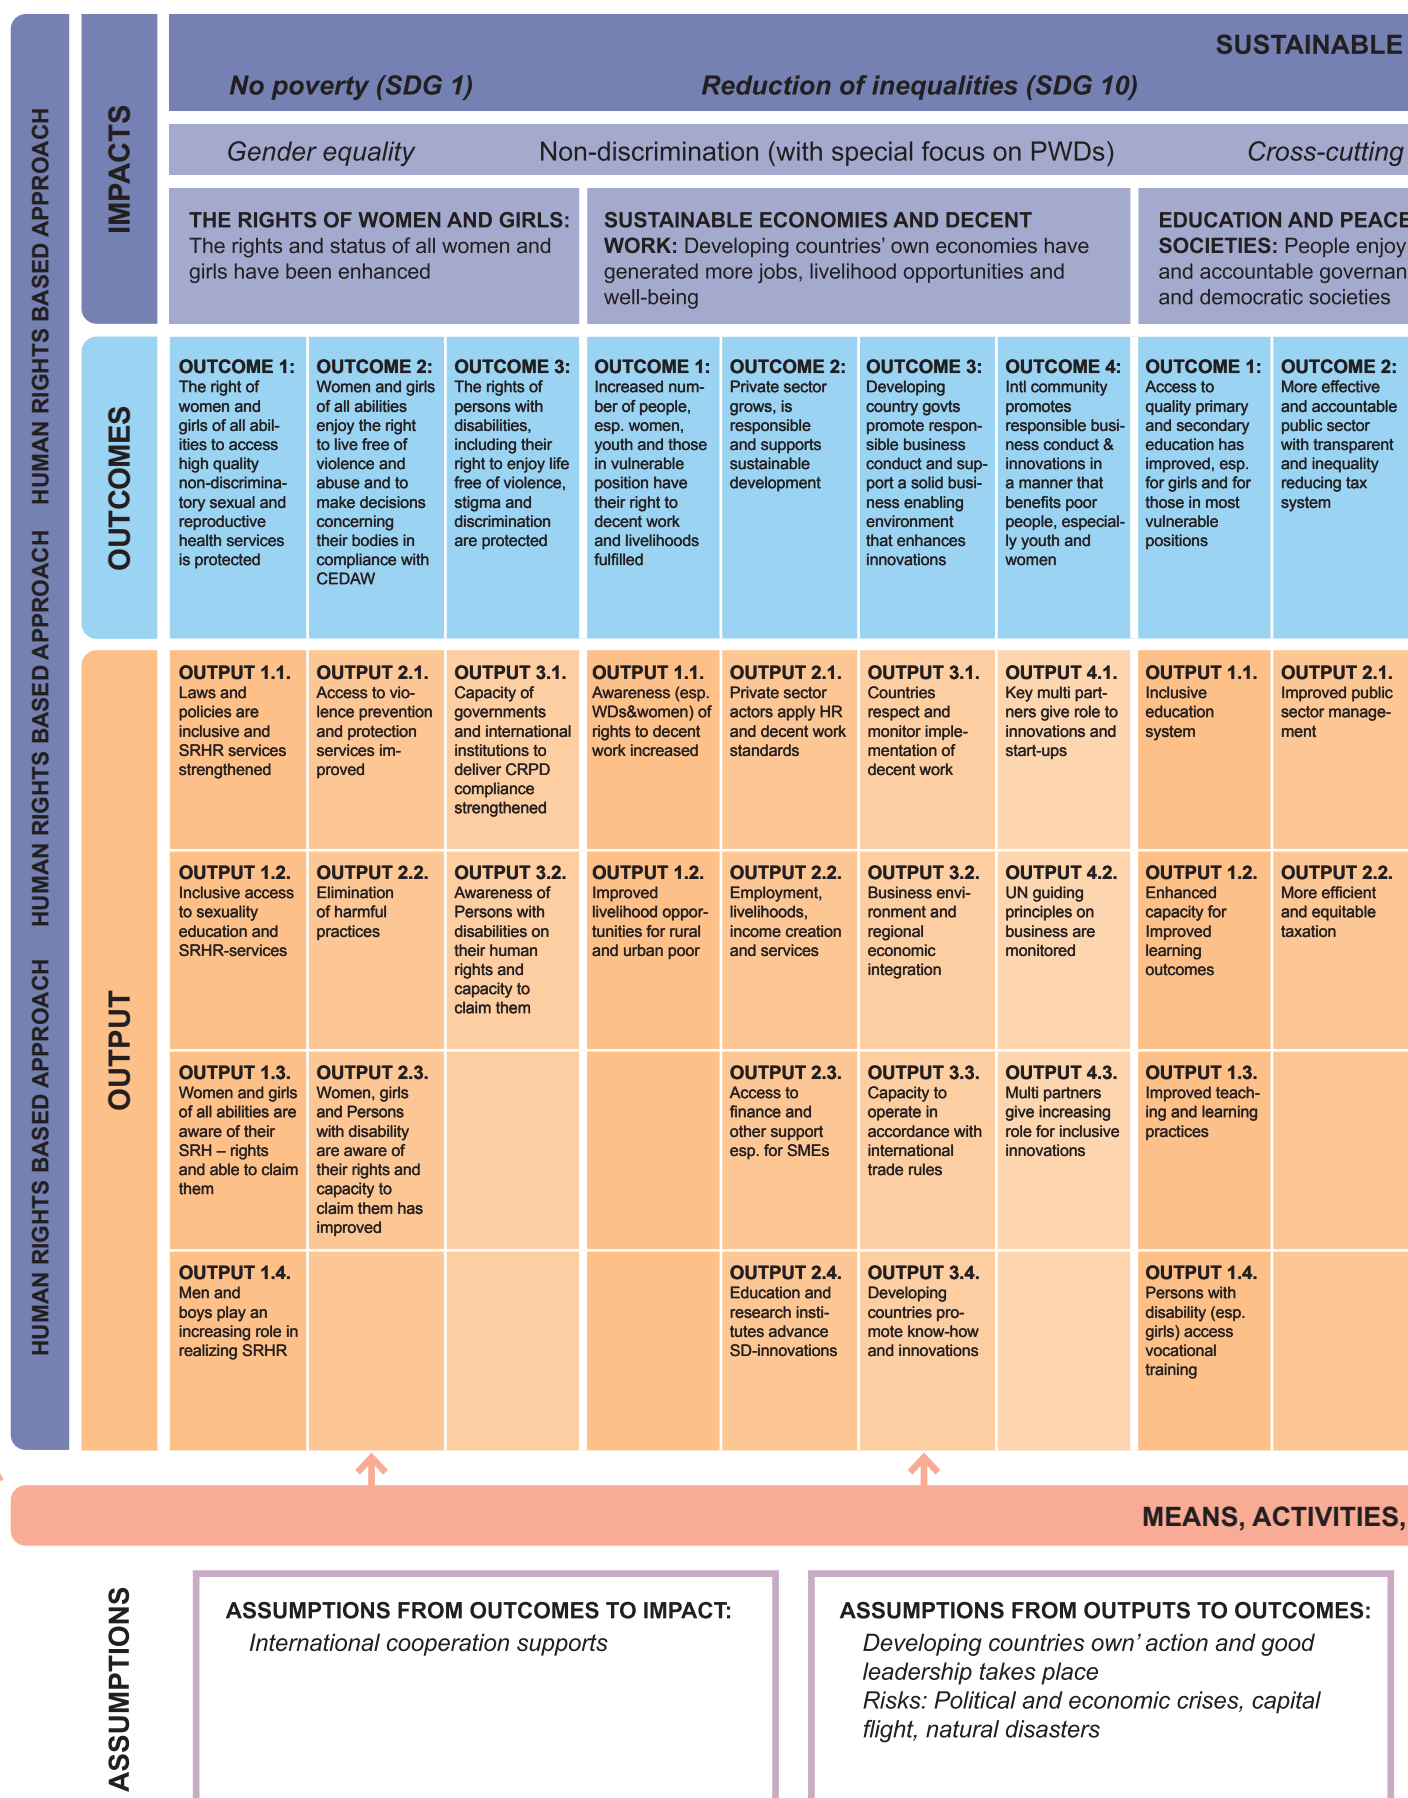 HUMAN RIGHTS BASED APPROACH HUMAN RIGHTS BASED APPROACH HUMAN RIGHTS BASED APPROACH
IMPACTS
SUSTAINABLE
No poverty (SDG 1)
Reduction of inequalities (SDG 10)
Gender equality
Non-discrimination (with special focus on PWDs)
Cross-cutting
THE RIGHTS OF WOMEN AND GIRLS:
The rights and status of all women and
girls have been enhanced
SUSTAINABLE ECONOMIES AND DECENT
WORK: Developing countries’ own economies have
generated more jobs, livelihood opportunities and
well-being
EDUCATION AND PEACE
SOCIETIES: People enjoy
and accountable governan
and democratic societies
OUTCOMES
OUTCOME 1:
The right of
women and
girls of all abil-
ities to access
high quality
non-discrimina-
tory sexual and
reproductive
health services
is protected
OUTCOME 2:
Women and girls
of all abilities
enjoy the right
to live free of
violence and
abuse and to
make decisions
concerning
their bodies in
compliance with
CEDAW
OUTCOME 3:
The rights of
persons with
disabilities,
including their
right to enjoy life
free of violence,
stigma and
discrimination
are protected
OUTCOME 1:
Increased num-
ber of people,
esp. women,
youth and those
in vulnerable
position have
their right to
decent work
and livelihoods
fulfilled
OUTCOME 2:
Private sector
grows, is
responsible
and supports
sustainable
development
OUTCOME 3:
Developing
country govts
promote respon-
sible business
conduct and sup-
port a solid busi-
ness enabling
environment
that enhances
innovations
OUTCOME 4:
Intl community
promotes
responsible busi-
ness conduct &
innovations in
a manner that
benefits poor
people, especial-
ly youth and
women
OUTCOME 1:
Access to
quality primary
and secondary
education has
improved, esp.
for girls and for
those in most
vulnerable
positions
OUTCOME 2:
More effective
and accountable
public sector
with transparent
and inequality
reducing tax
system
OUTPUT
OUTPUT 1.1.
Laws and
policies are
inclusive and
SRHR services
strengthened
OUTPUT 2.1.
Access to vio-
lence prevention
and protection
services im-
proved
OUTPUT 3.1.
Capacity of
governments
and international
institutions to
deliver CRPD
compliance
strengthened
OUTPUT 1.1.
Awareness (esp.
WDs&women) of
rights to decent
work increased
OUTPUT 2.1.
Private sector
actors apply HR
and decent work
standards
OUTPUT 3.1.
Countries
respect and
monitor imple-
mentation of
decent work
OUTPUT 4.1.
Key multi part-
ners give role to
innovations and
start-ups
OUTPUT 1.1.
Inclusive
education
system
OUTPUT 2.1.
Improved public
sector manage-
ment
OUTPUT 1.2.
Inclusive access
to sexuality
education and
SRHR-services
OUTPUT 2.2.
Elimination
of harmful
practices
OUTPUT 3.2.
Awareness of
Persons with
disabilities on
their human
rights and
capacity to
claim them
OUTPUT 1.2.
Improved
livelihood oppor-
tunities for rural
and urban poor
OUTPUT 2.2.
Employment,
livelihoods,
income creation
and services
OUTPUT 3.2.
Business envi-
ronment and
regional
economic
integration
OUTPUT 4.2.
UN guiding
principles on
business are
monitored
OUTPUT 1.2.
Enhanced
capacity for
Improved
learning
outcomes
OUTPUT 2.2.
More efficient
and equitable
taxation
OUTPUT 1.3.
Women and girls
of all abilities are
aware of their
SRH – rights
and able to claim
them
OUTPUT 2.3.
Women, girls
and Persons
with disability
are aware of
their rights and
capacity to
claim them has
improved
OUTPUT 2.3.
Access to
finance and
other support
esp. for SMEs
OUTPUT 3.3.
Capacity to
operate in
accordance with
international
trade rules
OUTPUT 4.3.
Multi partners
give increasing
role for inclusive
innovations
OUTPUT 1.3.
Improved teach-
ing and learning
practices
OUTPUT 1.4.
Men and
boys play an
increasing role in
realizing SRHR
OUTPUT 2.4.
Education and
research insti-
tutes advance
SD-innovations
OUTPUT 3.4.
Developing
countries pro-
mote know-how
and innovations
OUTPUT 1.4.
Persons with
disability (esp.
girls) access
vocational
training
MEANS, ACTIVITIES,
ASSUMPTIONS
ASSUMPTIONS FROM OUTCOMES TO IMPACT:
International cooperation supports
ASSUMPTIONS FROM OUTPUTS TO OUTCOMES:
Developing countries own’ action and good
leadership takes place
Risks: Political and economic crises, capital
flight, natural disasters